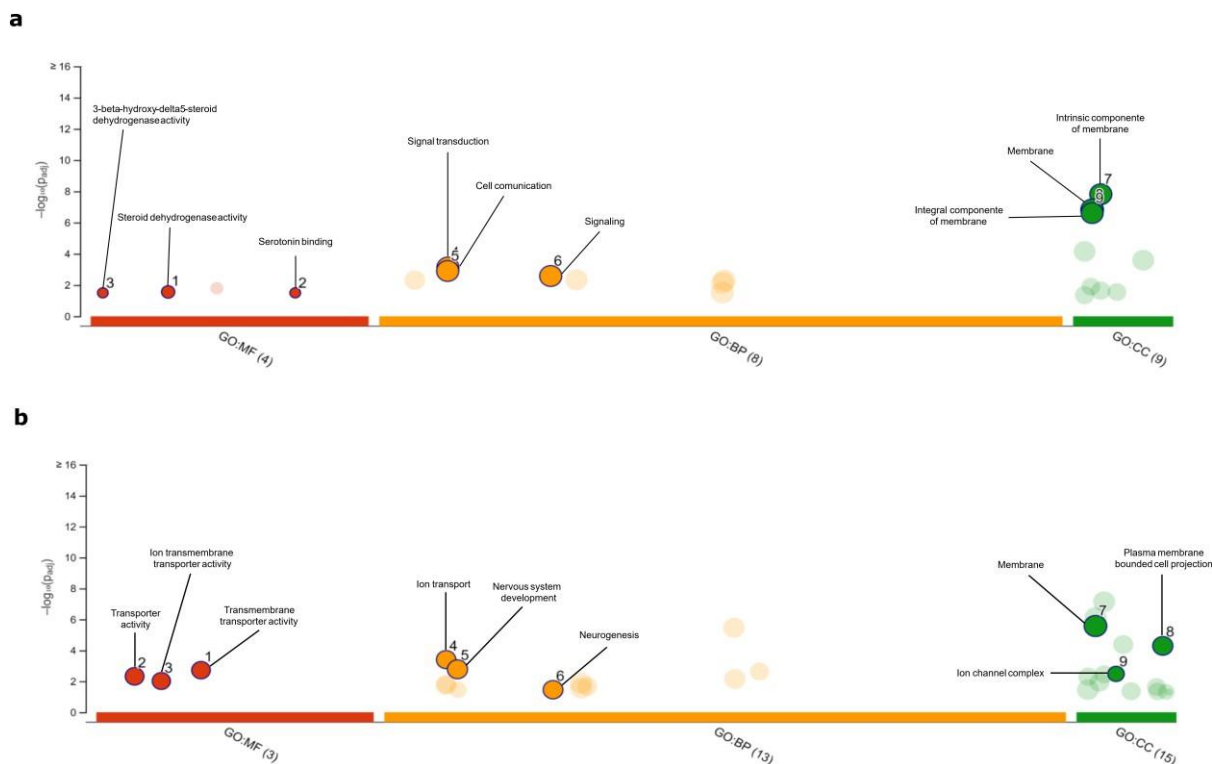 a
≥ 16
14
12
10
8
6
4
2
0
−log₁₀(p_adj)
3-beta-hydroxy-delta5-steroid
dehydrogenase activity
Steroid dehydrogenase activity
Serotonin binding
3
1
2
Signal transduction
Cell comunication
Signaling
4
5
6
Intrinsic componente
of membrane
Membrane
Integral componente
of membrane
7
8
9
GO:MF (4)
GO:BP (8)
GO:CC (9)
b
≥ 16
14
12
10
8
6
4
2
0
−log₁₀(p_adj)
Ion transmembrane
transporter activity
Transporter
activity
Transmembrane
transporter activity
2
3
1
Ion transport
Nervous system
development
Neurogenesis
4
5
6
Membrane
Plasma membrane
bounded cell projection
Ion channel complex
7
8
9
GO:MF (3)
GO:BP (13)
GO:CC (15)